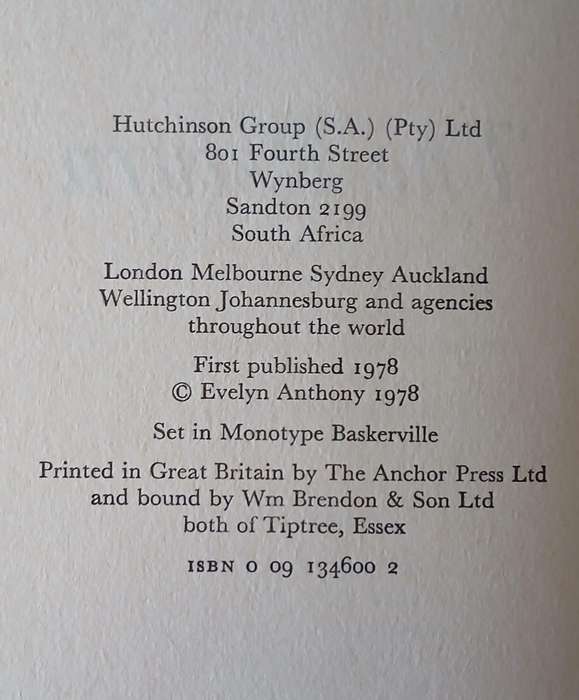 Hutchinson Group (S.A.) (Pty) Ltd
801 Fourth Street
Wynberg
Sandton 2199
South Africa
London Melbourne Sydney Auckland
Wellington Johannesburg and agencies
throughout the world
First published 1978
© Evelyn Anthony 1978
Set in Monotype Baskerville
Printed in Great Britain by The Anchor Press Ltd
and bound by Wm Brendon & Son Ltd
both of Tiptree, Essex
ISBN 0 09 134600 2